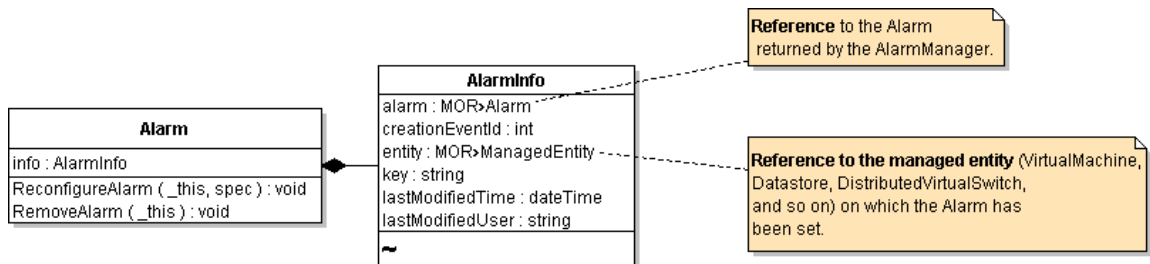 Alarm
info : AlarmInfo
ReconfigureAlarm ( _this, spec ) : void
RemoveAlarm ( _this ) : void
AlarmInfo
alarm : MOR>Alarm
creationEventId : int
entity : MOR>ManagedEntity
key : string
lastModifiedTime : dateTime
lastModifiedUser : string
~
Reference to the Alarm
returned by the AlarmManager.
Reference to the managed entity (VirtualMachine,
Datastore, DistributedVirtualSwitch,
and so on) on which the Alarm has
been set.